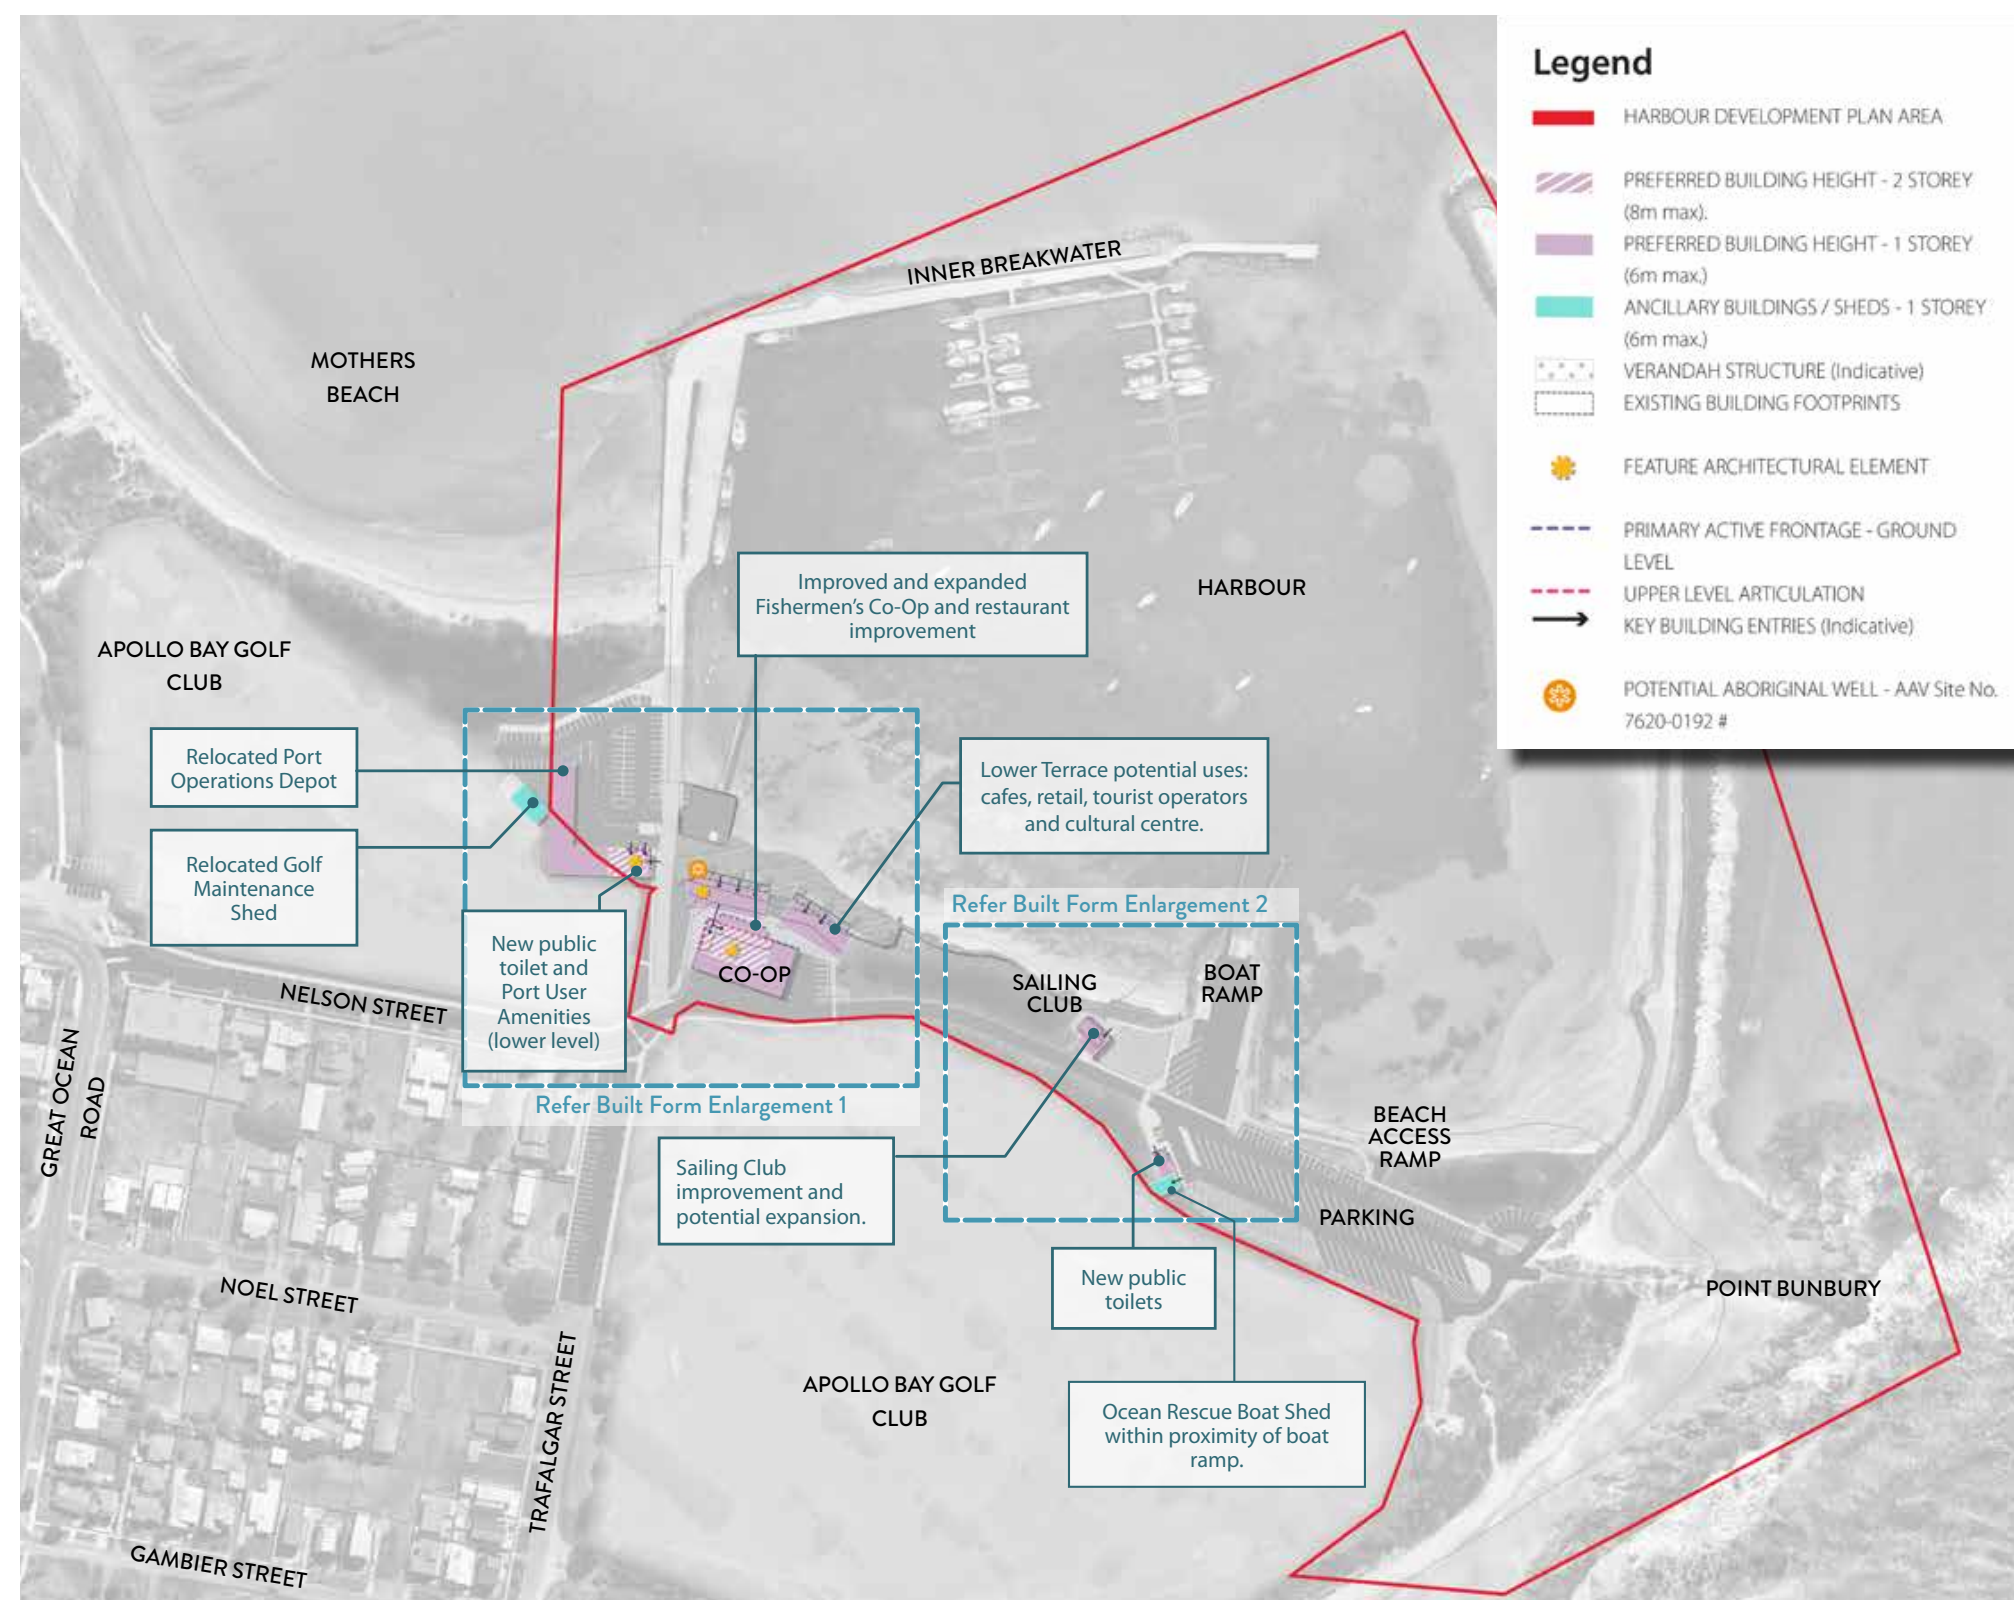 Legend
HARBOUR DEVELOPMENT PLAN AREA
PREFERRED BUILDING HEIGHT - 2 STOREY
(8m max).
PREFERRED BUILDING HEIGHT - 1 STOREY
(6m max.)
ANCILLARY BUILDINGS / SHEDS - 1 STOREY
(6m max.)
VERANDAH STRUCTURE (Indicative)
EXISTING BUILDING FOOTPRINTS
FEATURE ARCHITECTURAL ELEMENT
PRIMARY ACTIVE FRONTAGE - GROUND
LEVEL
UPPER LEVEL ARTICULATION
KEY BUILDING ENTRIES (Indicative)
POTENTIAL ABORIGINAL WELL - AAV Site No.
7620-0192 #
INNER BREAKWATER
MOTHERS
BEACH
HARBOUR
Improved and expanded
Fishermen's Co-Op and restaurant
improvement
APOLLO BAY GOLF
CLUB
Relocated Port
Operations Depot
Relocated Golf
Maintenance
Shed
Lower Terrace potential uses:
cafes, retail, tourist operators
and cultural centre.
New public
toilet and
Port User
Amenities
(lower level)
CO-OP
Refer Built Form Enlargement 2
SAILING
CLUB
BOAT
RAMP
NELSON STREET
GREAT OCEAN
ROAD
Refer Built Form Enlargement 1
BEACH
ACCESS
RAMP
Sailing Club
improvement and
potential expansion.
PARKING
New public
toilets
POINT BUNBURY
NOEL STREET
TRAFALGAR STREET
APOLLO BAY GOLF
CLUB
Ocean Rescue Boat Shed
within proximity of boat
ramp.
GAMBIER STREET